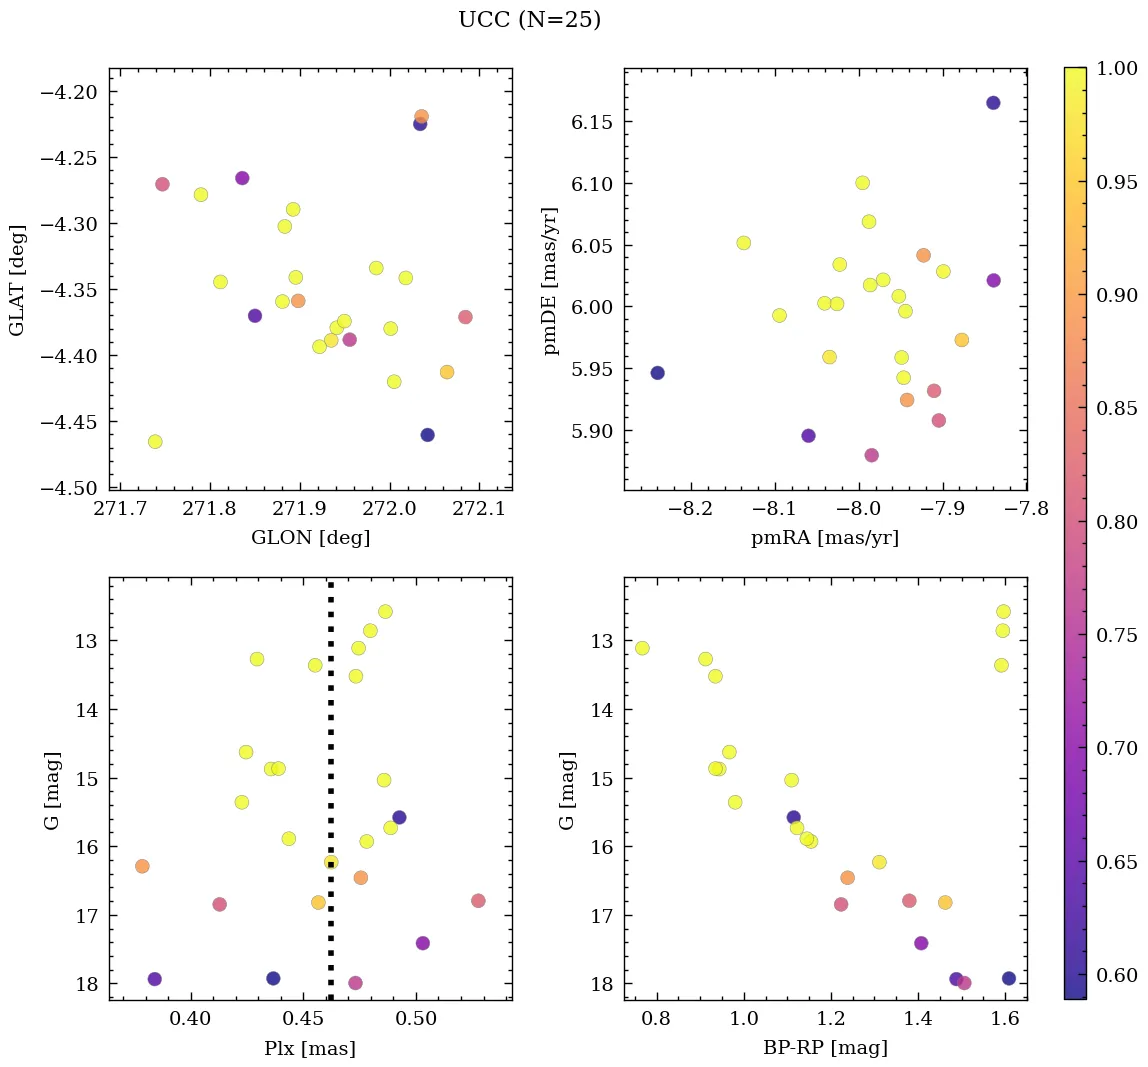 UCC (N=25)
−4.20
−4.25
−4.30
−4.35
−4.40
−4.45
−4.50
GLAT [deg]
271.7 271.8 271.9 272.0 272.1
GLON [deg]
6.15
6.10
6.05
6.00
5.95
5.90
pmDE [mas/yr]
−8.2 −8.1 −8.0 −7.9 −7.8
pmRA [mas/yr]
13
14
15
16
17
18
G [mag]
0.40 0.45 0.50
Plx [mas]
13
14
15
16
17
18
G [mag]
0.8 1.0 1.2 1.4 1.6
BP-RP [mag]
1.00
0.95
0.90
0.85
0.80
0.75
0.70
0.65
0.60